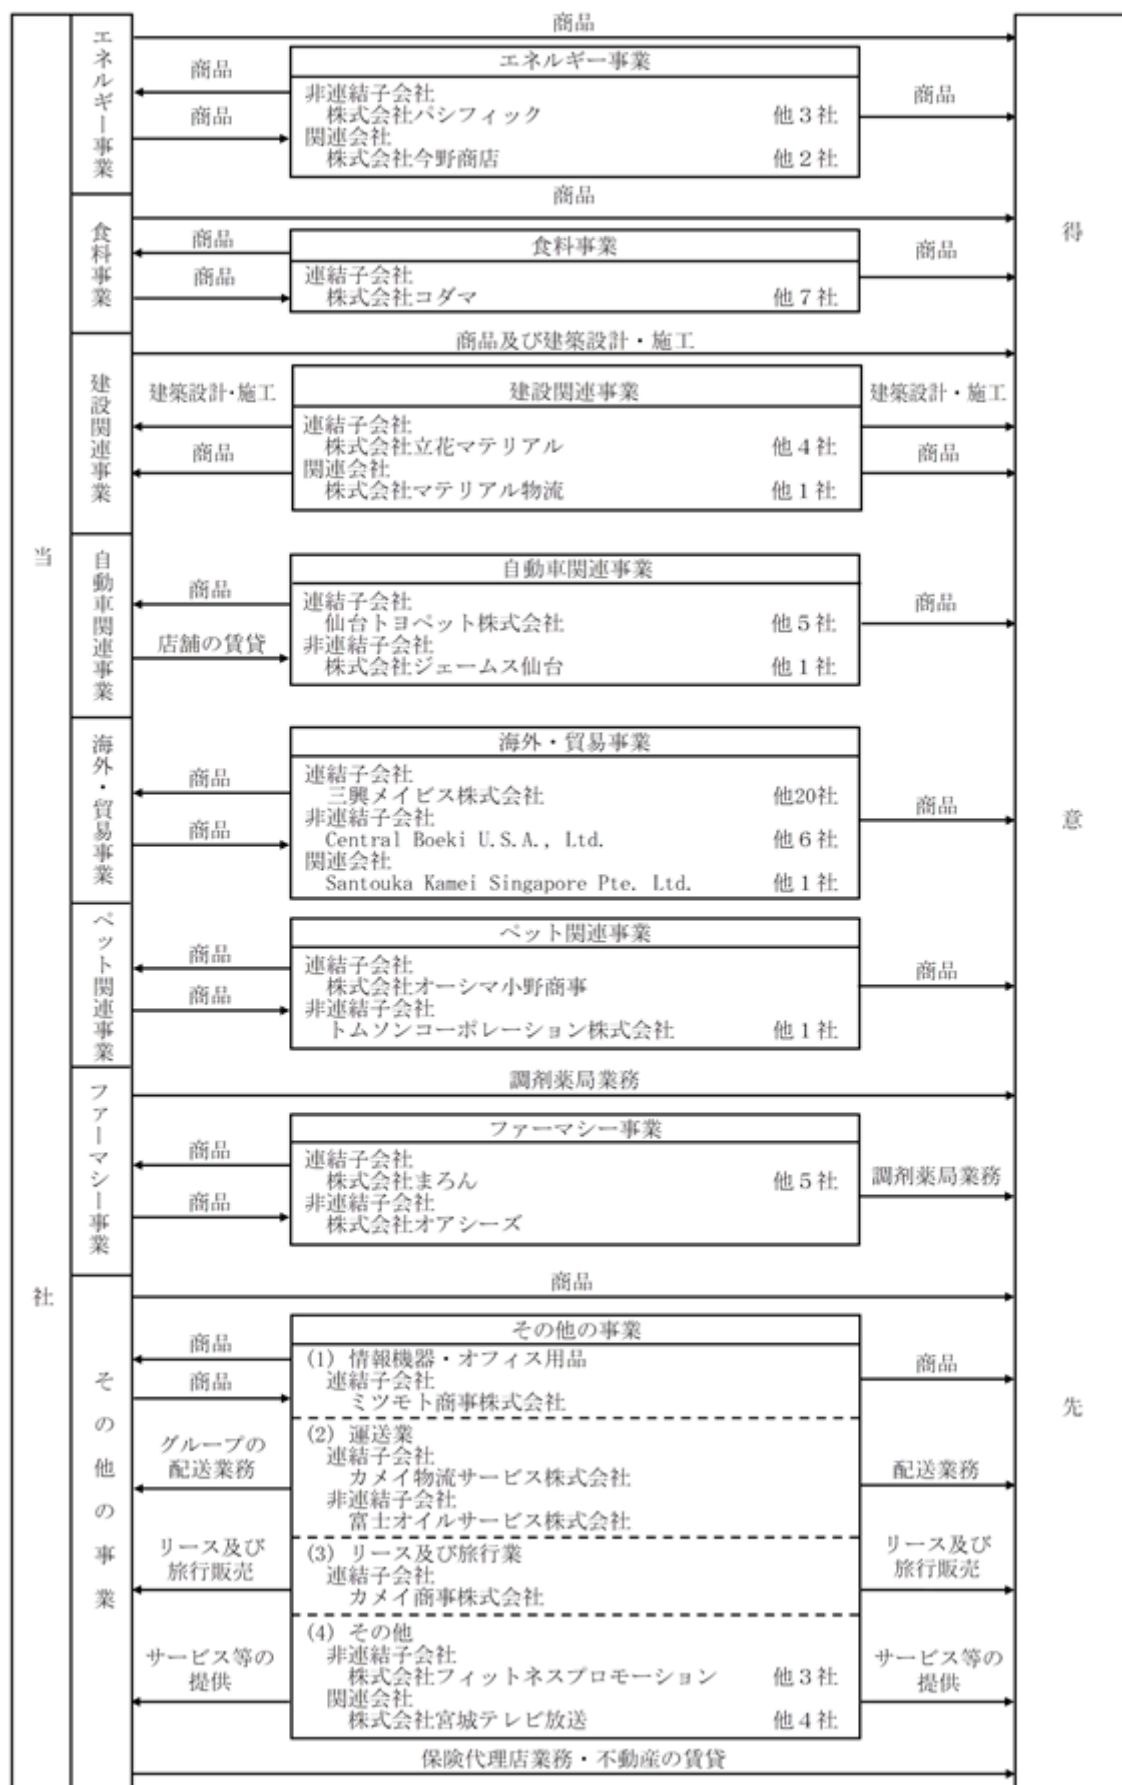 当社
得意先
エネルギー事業
商品
商品
商品
エネルギー事業
非連結子会社
株式会社パシフィック 他3社
関連会社
株式会社今野商店 他2社
商品
食料事業
商品
商品
商品
食料事業
連結子会社
株式会社コダマ 他7社
商品
建設関連事業
商品及び建築設計・施工
建築設計・施工
商品
建設関連事業
連結子会社
株式会社立花マテリアル 他4社
関連会社
株式会社マテリアル物流 他1社
建築設計・施工
商品
自動車関連事業
商品
店舗の賃貸
自動車関連事業
連結子会社
仙台トヨペット株式会社 他5社
非連結子会社
株式会社ジェームス仙台 他1社
商品
海外・貿易事業
商品
商品
海外・貿易事業
連結子会社
三興メイビス株式会社 他20社
非連結子会社
Central Boeki U.S.A., Ltd. 他6社
関連会社
Santouka Kamei Singapore Pte. Ltd. 他1社
商品
ペット関連事業
商品
商品
ペット関連事業
連結子会社
株式会社オーシマ小野商事
非連結子会社
トムソンコーポレーション株式会社 他1社
商品
ファーマシー事業
調剤薬局業務
商品
商品
ファーマシー事業
連結子会社
株式会社まろん 他5社
非連結子会社
株式会社オアシーズ
調剤薬局業務
その他の事業
商品
商品
商品
その他の事業
(1) 情報機器・オフィス用品
連結子会社
ミツモト商事株式会社
商品
グループの
配送業務
(2) 運送業
連結子会社
カメイ物流サービス株式会社
非連結子会社
富士オイルサービス株式会社
配送業務
リース及び
旅行販売
(3) リース及び旅行業
連結子会社
カメイ商事株式会社
リース及び
旅行販売
サービス等の
提供
(4) その他
非連結子会社
株式会社フィットネスプロモーション 他3社
関連会社
株式会社宮城テレビ放送 他4社
サービス等の
提供
保険代理店業務・不動産の賃貸